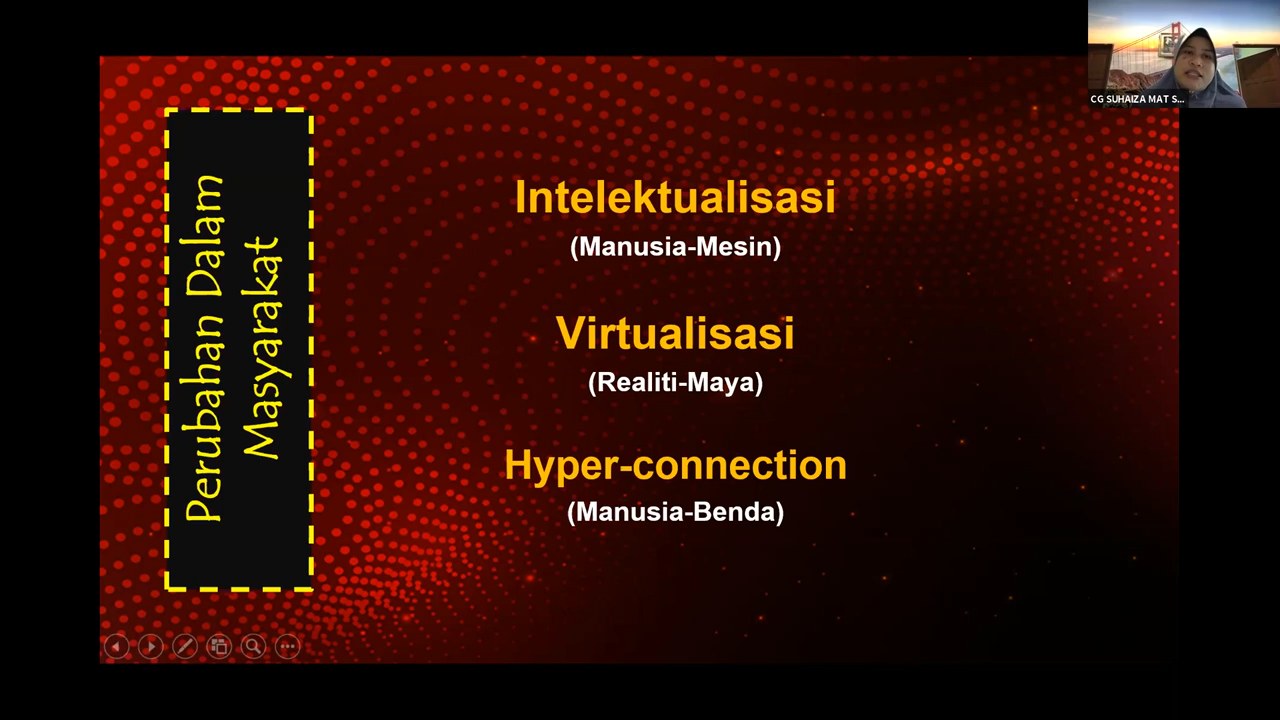 Perubahan Dalam
Masyarakat
Intelektualisasi
(Manusia-Mesin)
Virtualisasi
(Realiti-Maya)
Hyper-connection
(Manusia-Benda)
CG SUHAIZA MAT S...